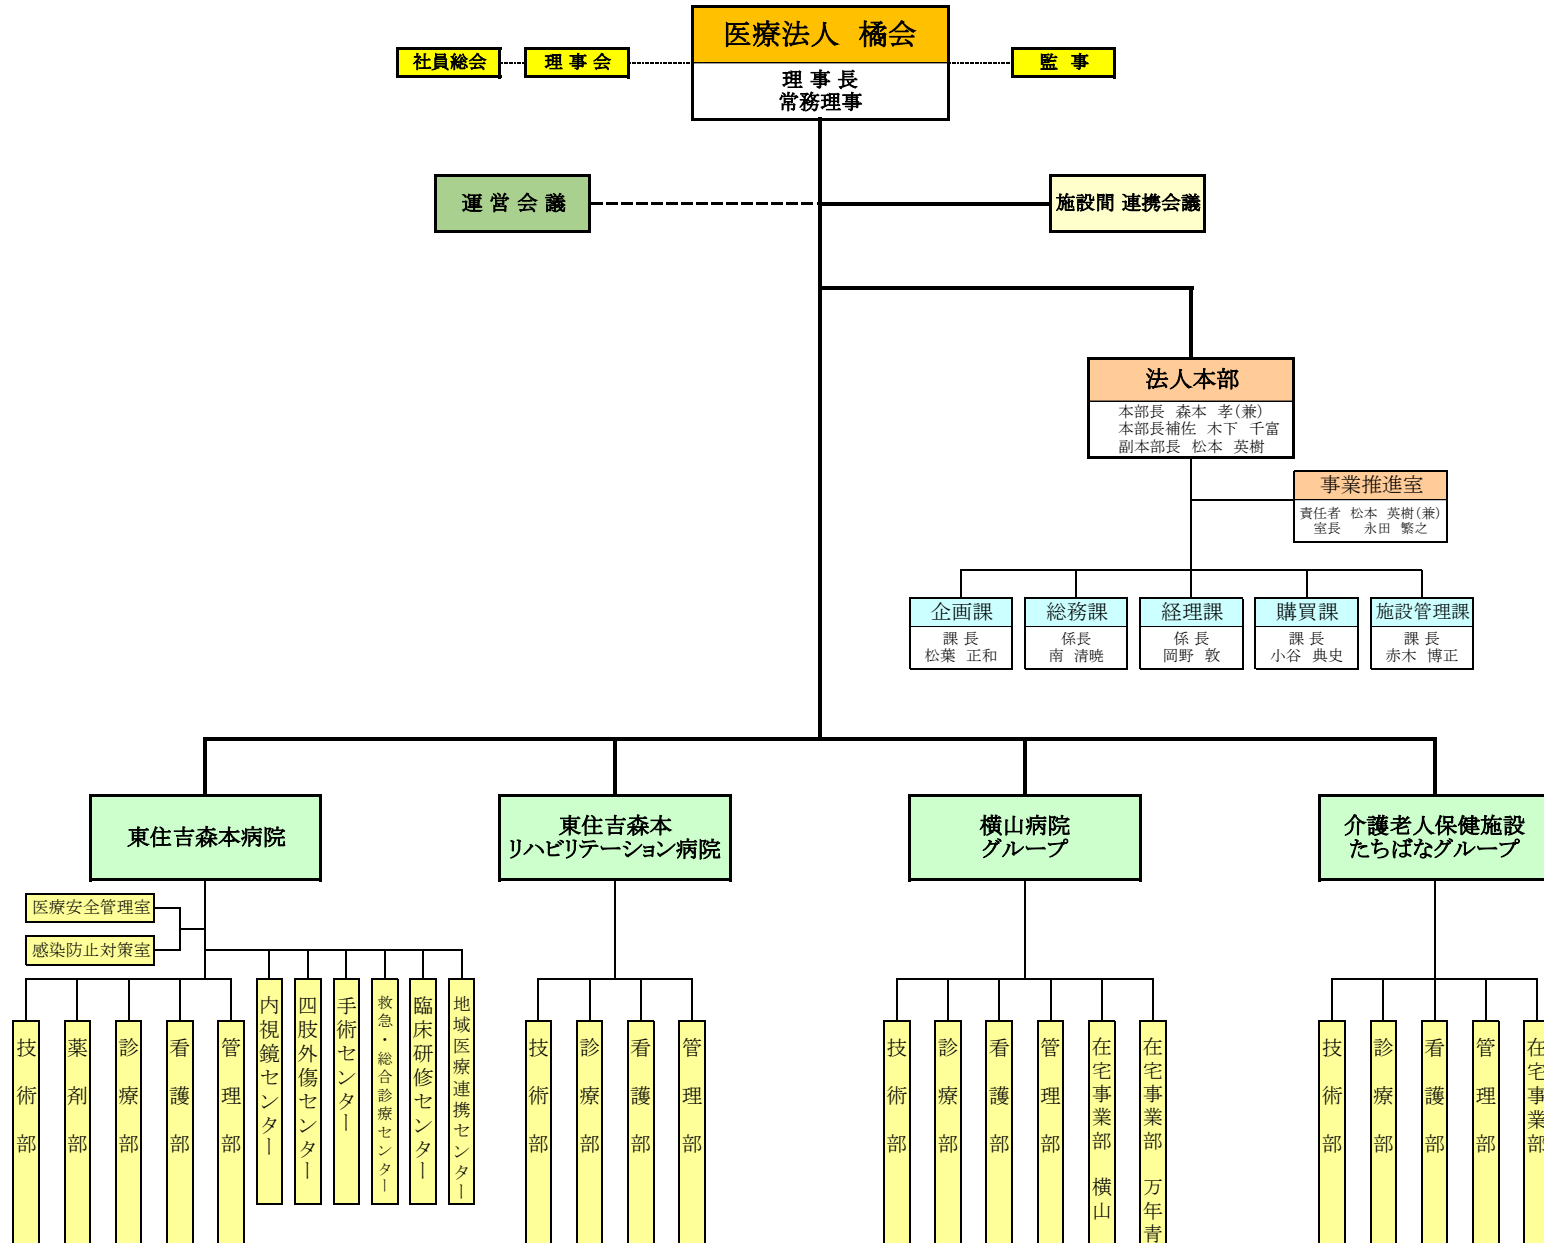 医療法人　橘会
社員総会
理 事 会
監　事
理 事 長
常務理事
運 営 会 議
施設間 連携会議
法人本部
本部長　森本　孝(兼)
本部長補佐　木下　千富
副本部長　松本　英樹
事業推進室
責任者　松本　英樹(兼)
室長　永田　繁之
企画課
課 長
松葉　正和
総務課
係長
南　清暁
経理課
係 長
岡野　敦
購買課
課 長
小谷　典史
施設管理課
課 長
赤木　博正
東住吉森本病院
東住吉森本
リハビリテーション病院
横山病院
グループ
介護老人保健施設
たちばなグループ
医療安全管理室
感染防止対策室
技術部
薬剤部
診療部
看護部
管理部
内視鏡センター
四肢外傷センター
手術センター
救急・総合診療センター
臨床研修センター
地域医療連携センター
技術部
診療部
看護部
管理部
技術部
診療部
看護部
管理部
在宅事業部　横山
在宅事業部　万年青
技術部
診療部
看護部
管理部
在宅事業部